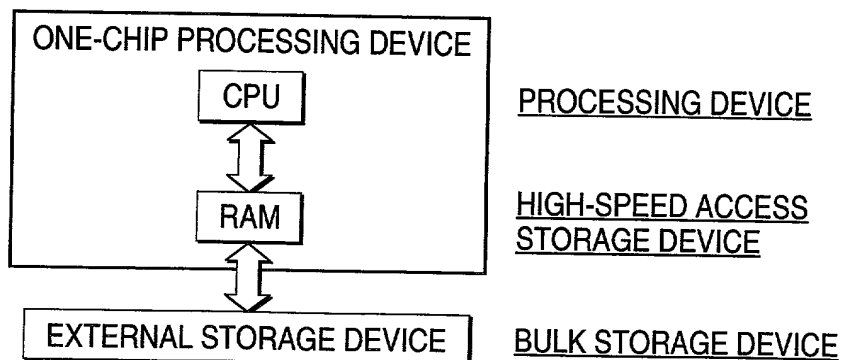 ONE-CHIP PROCESSING DEVICE
CPU
PROCESSING DEVICE
RAM
HIGH-SPEED ACCESS
STORAGE DEVICE
EXTERNAL STORAGE DEVICE
BULK STORAGE DEVICE